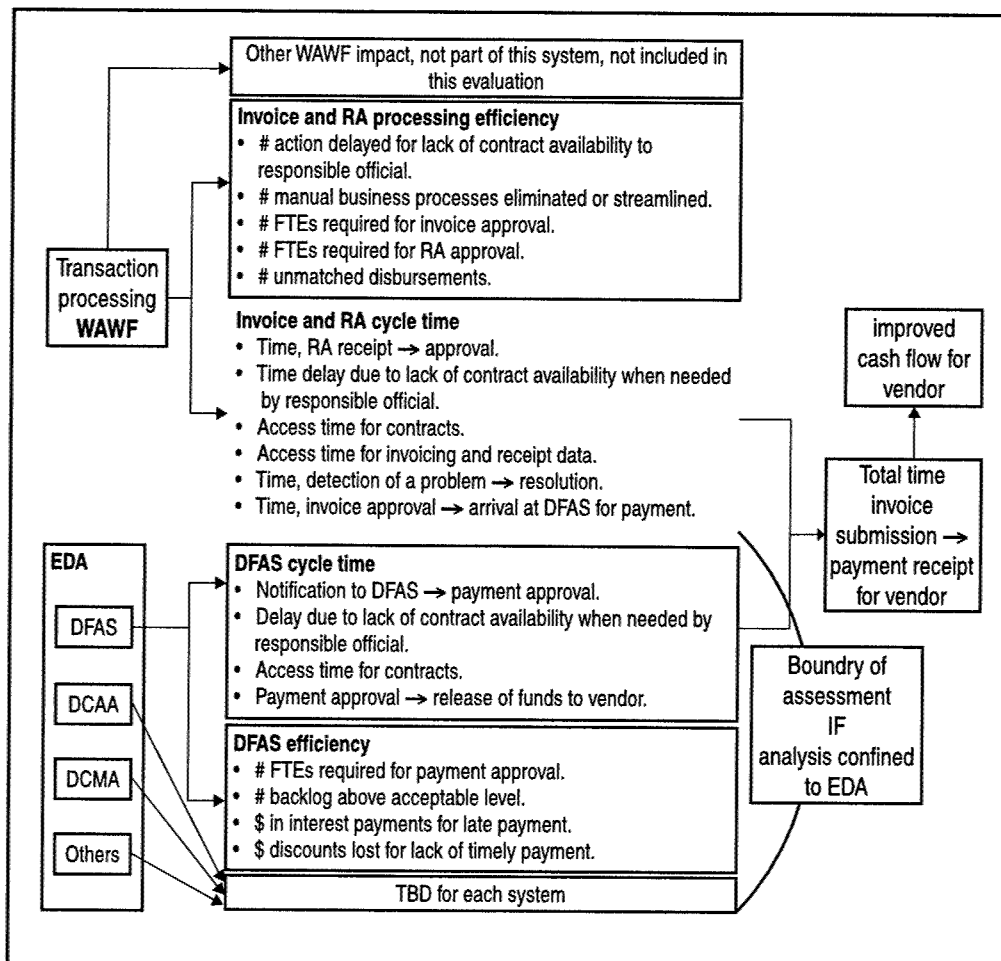 Other WAWF impact, not part of this system, not included in
this evaluation
Invoice and RA processing efficiency
• # action delayed for lack of contract availability to
responsible official.
• # manual business processes eliminated or streamlined.
• # FTEs required for invoice approval.
• # FTEs required for RA approval.
• # unmatched disbursements.
Transaction
processing
WAWF
Invoice and RA cycle time
• Time, RA receipt → approval.
• Time delay due to lack of contract availability when needed
by responsible official.
• Access time for contracts.
• Access time for invoicing and receipt data.
• Time, detection of a problem → resolution.
• Time, invoice approval → arrival at DFAS for payment.
improved
cash flow for
vendor
Total time
invoice
submission →
payment receipt
for vendor
EDA
DFAS
DCAA
DCMA
Others
DFAS cycle time
• Notification to DFAS → payment approval.
• Delay due to lack of contract availability when needed by
responsible official.
• Access time for contracts.
• Payment approval → release of funds to vendor.
DFAS efficiency
• # FTEs required for payment approval.
• # backlog above acceptable level.
• $ in interest payments for late payment.
• $ discounts lost for lack of timely payment.
TBD for each system
Boundry of
assessment
IF
analysis confined
to EDA